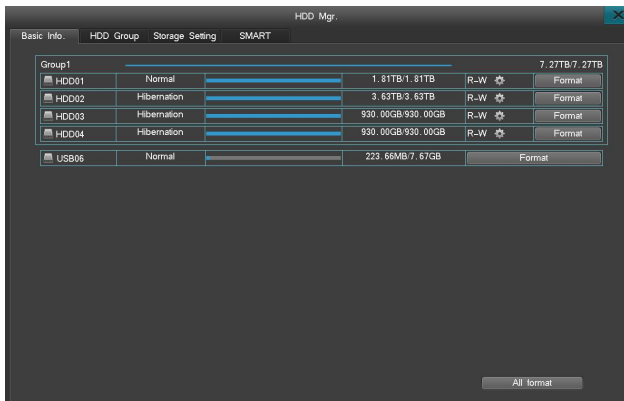 HDD Mgr.
Basic Info. HDD Group Storage Setting SMART
Group1 7.27TB/7.27TB
HDD01 Normal 1.81TB/1.81TB R-W Format
HDD02 Hibernation 3.63TB/3.63TB R-W Format
HDD03 Hibernation 930.00GB/930.00GB R-W Format
HDD04 Hibernation 930.00GB/930.00GB R-W Format
USB06 Normal 223.66MB/7.67GB Format
All format